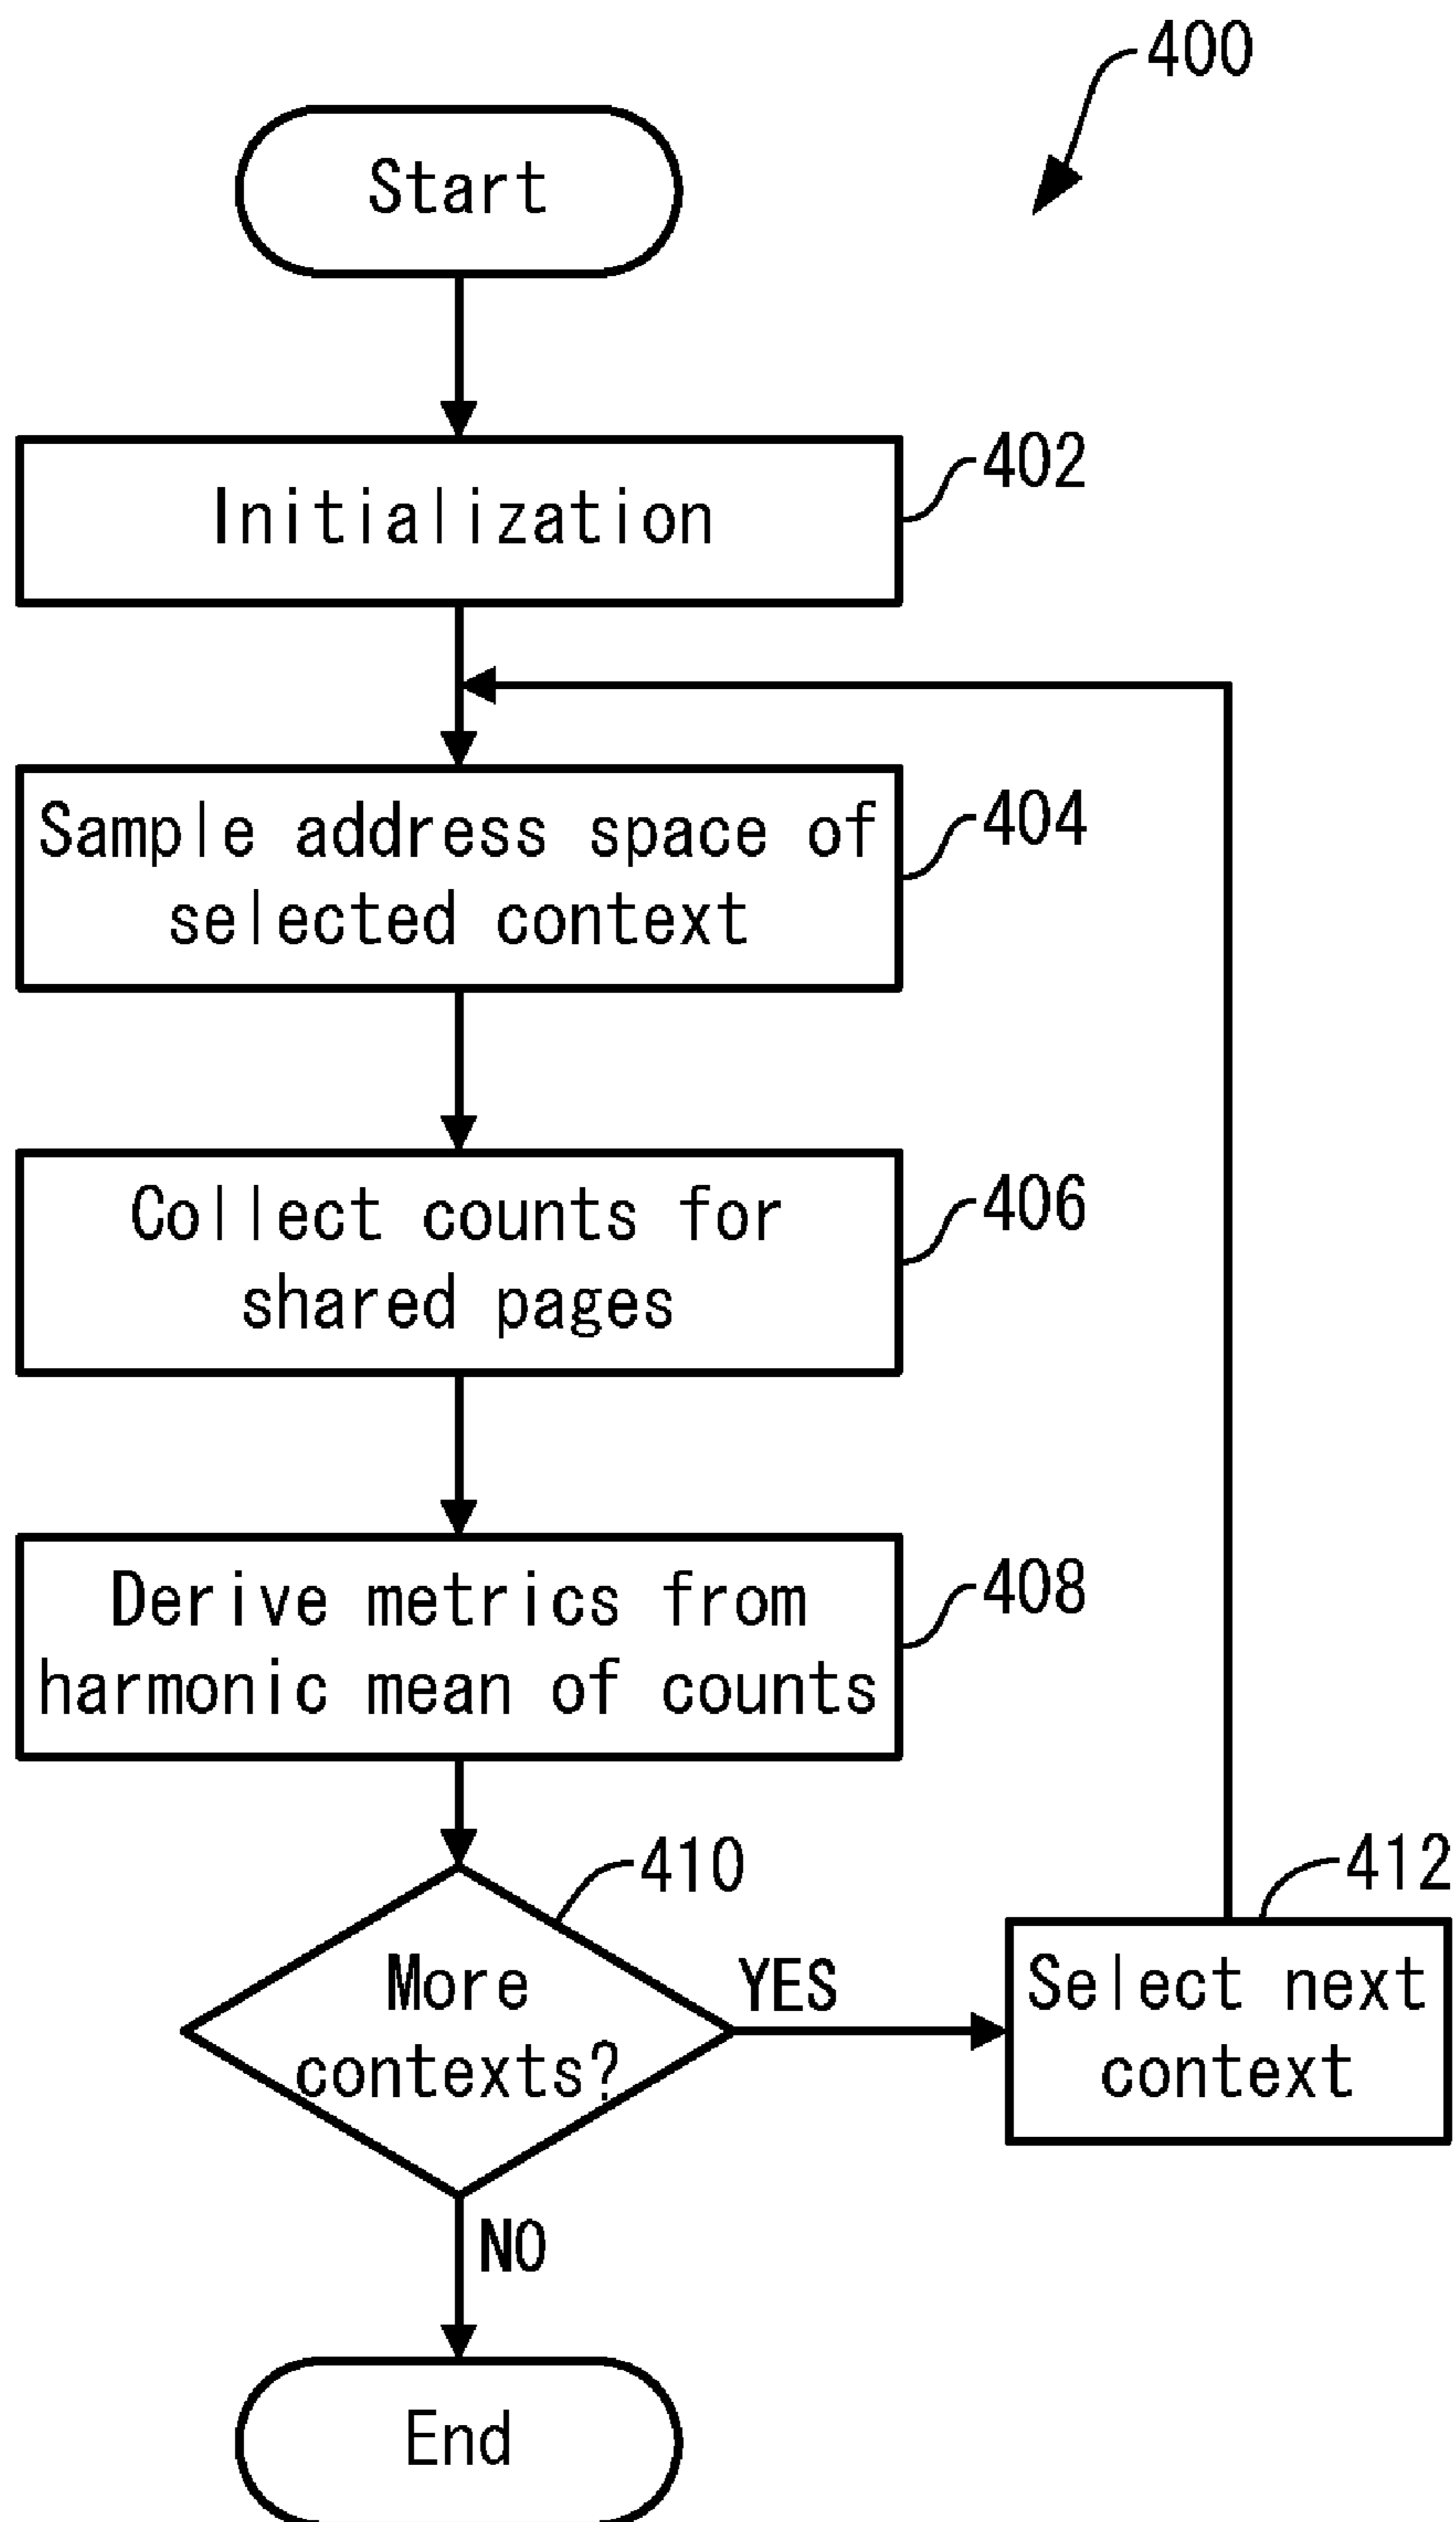 400
Start
402
Initialization
404
Sample address space of
selected context
406
Collect counts for
shared pages
408
Derive metrics from
harmonic mean of counts
410
More
contexts?
YES
412
Select next
context
NO
End